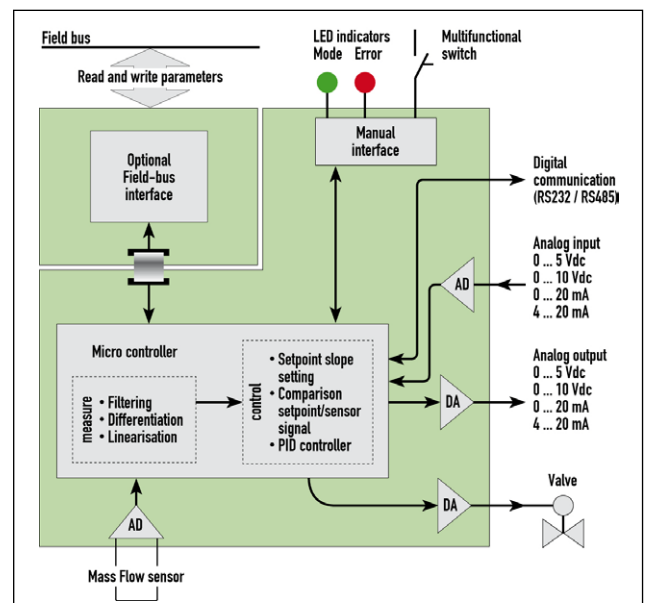 Field bus
Read and write parameters
LED indicators
Mode Error
Multifunctional
switch
Optional
Field-bus
interface
Manual
interface
Digital
communication
(RS232 / RS485)
Analog input
0 ... 5 Vdc
0 ... 10 Vdc
0 ... 20 mA
4 ... 20 mA
AD
Micro controller
measure
• Filtering
• Differentiation
• Linearisation
control
• Setpoint slope
setting
• Comparison
setpoint/sensor
signal
• PID controller
DA
Analog output
0 ... 5 Vdc
0 ... 10 Vdc
0 ... 20 mA
4 ... 20 mA
DA
Valve
AD
Mass Flow sensor